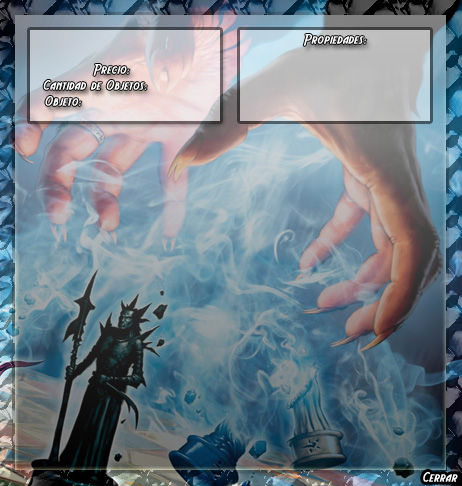 Precio:
Cantidad de Objetos:
Objeto:
Propiedades:
Cerrar